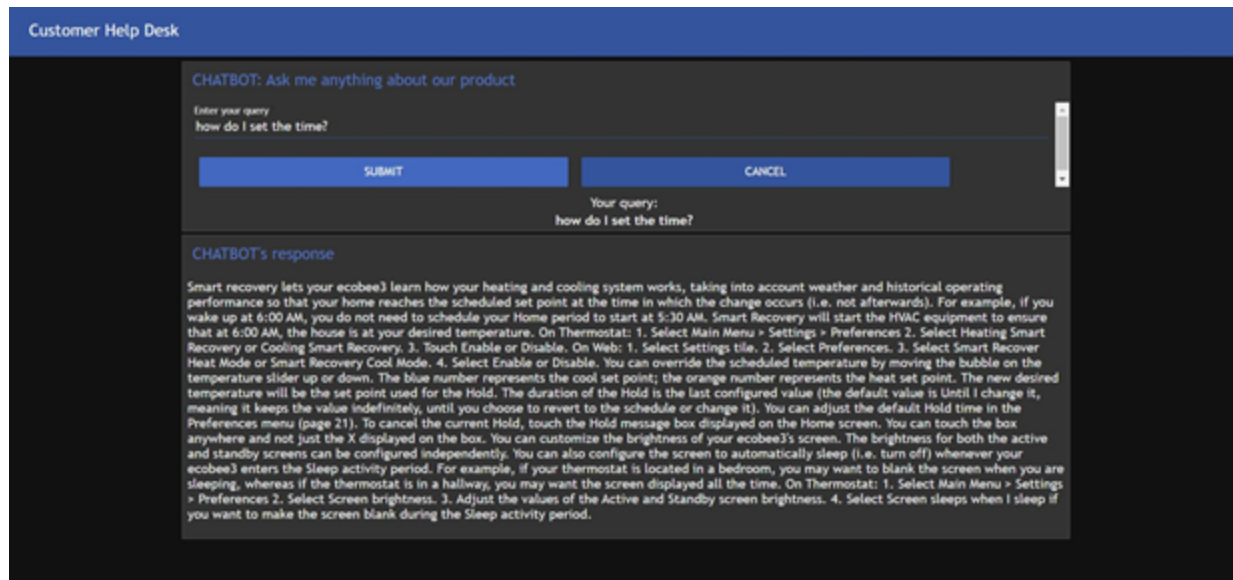 Customer Help Desk
CHATBOT: Ask me anything about our product
Enter your query
how do I set the time?
SUBMIT
CANCEL
Your query:
how do I set the time?
CHATBOT's response
Smart recovery lets your ecobee3 learn how your heating and cooling system works, taking into account weather and historical operating
performance so that your home reaches the scheduled set point at the time in which the change occurs (i.e. not afterwards). For example, if you
wake up at 6:00 AM, you do not need to schedule your Home period to start at 5:30 AM. Smart Recovery will start the HVAC equipment to ensure
that at 6:00 AM, the house is at your desired temperature. On Thermostat: 1. Select Main Menu > Settings > Preferences 2. Select Heating Smart
Recovery or Cooling Smart Recovery. 3. Touch Enable or Disable. On Web: 1. Select Settings tile. 2. Select Preferences. 3. Select Smart Recover
Heat Mode or Smart Recovery Cool Mode. 4. Select Enable or Disable. You can override the scheduled temperature by moving the bubble on the
temperature slider up or down. The blue number represents the cool set point; the orange number represents the heat set point. The new desired
temperature will be the set point used for the Hold. The duration of the Hold is the last configured value (the default value is Until I change it,
meaning it keeps the value indefinitely, until you choose to revert to the schedule or change it). You can adjust the default Hold time in the
Preferences menu (page 21). To cancel the current Hold, touch the Hold message box displayed on the Home screen. You can touch the box
anywhere and not just the X displayed on the box. You can customize the brightness of your ecobee3's screen. The brightness for both the active
and standby screens can be configured independently. You can also configure the screen to automatically sleep (i.e. turn off) whenever your
ecobee3 enters the Sleep activity period. For example, if your thermostat is located in a bedroom, you may want to blank the screen when you are
sleeping, whereas if the thermostat is in a hallway, you may want the screen displayed all the time. On Thermostat: 1. Select Main Menu > Settings
> Preferences 2. Select Screen brightness. 3. Adjust the values of the Active and Standby screen brightness. 4. Select Screen sleeps when I sleep if
you want to make the screen blank during the Sleep activity period.